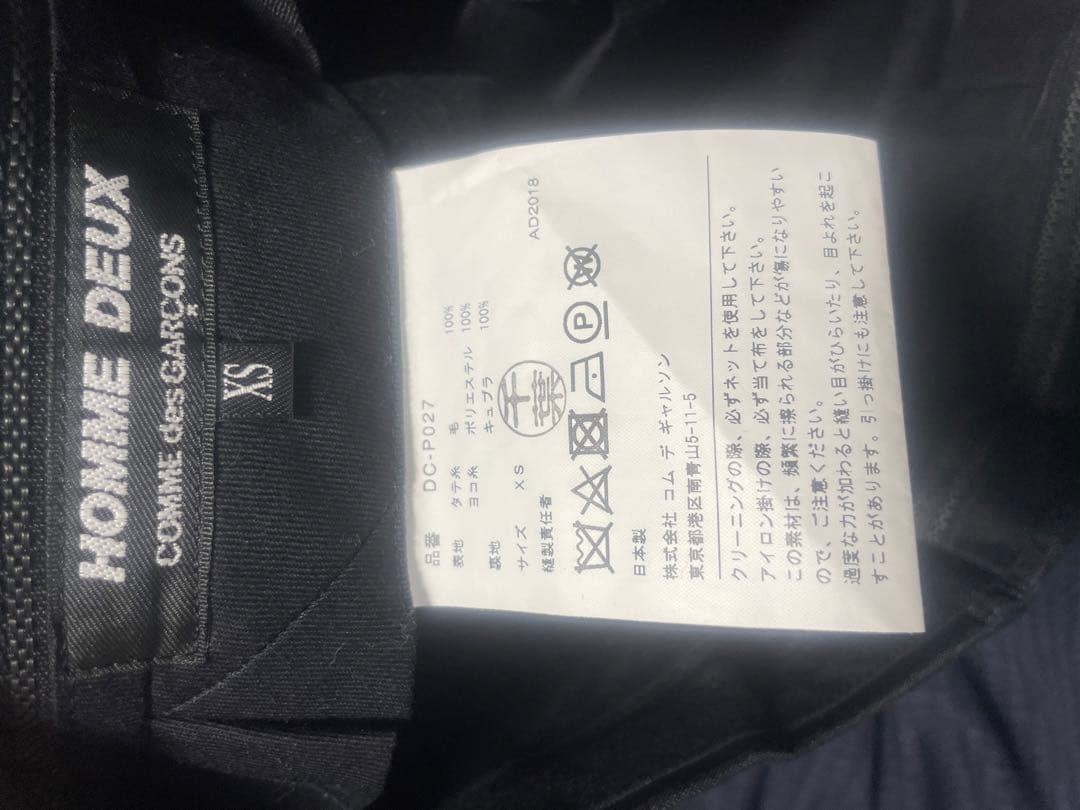 HOMME DEUX
COMME des GARÇONS
XS
品番 DC-P027
表地 タテ糸 毛 100%
ヨコ糸 ポリエステル 100%
裏地 キュプラ 100%
サイズ XS AD2018
縫製責任者 千葉
P
W
日本製
株式会社 コム デ ギャルソン
東京都港区南青山5-11-5
クリーニングの際、必ずネットを使用して下さい。
アイロン掛けの際、必ず当て布をして下さい。
この素材は、頻繁に擦られる部分などが傷になりやすい
ので、ご注意ください。
過度な力が加わると縫い目がひらいたり、目よれを起こ
すことがあります。引っ掛けにも注意して下さい。